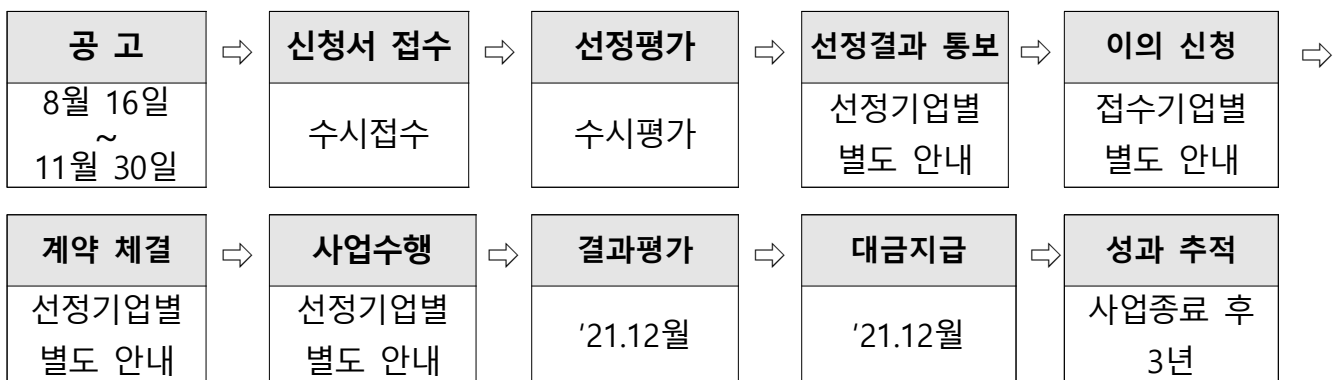 공 고 ⇨ 신청서 접수 ⇨ 선정평가 ⇨ 선정결과 통보 ⇨ 이의 신청 ⇨
8월 16일
~
11월 30일
수시접수
수시평가
선정기업별
별도 안내
접수기업별
별도 안내
계약 체결 ⇨ 사업수행 ⇨ 결과평가 ⇨ 대금지급 ⇨ 성과 추적
선정기업별
별도 안내
선정기업별
별도 안내
'21.12월
'21.12월
사업종료 후
3년